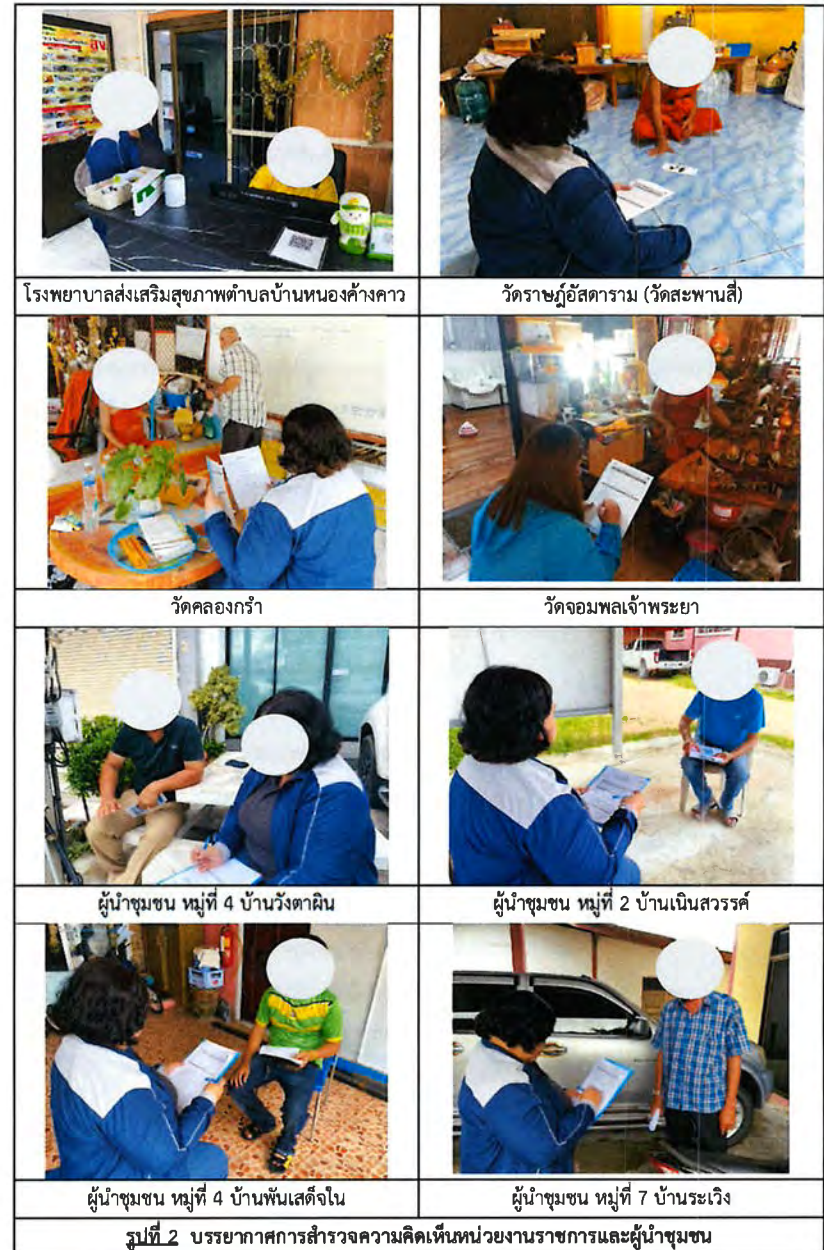 โรงพยาบาลส่งเสริมสุขภาพตำบลบ้านหนองค้างคาว
วัดราษฎ์อัสดาราม (วัดสะพานสี่)
วัดคลองกรำ
วัดจอมพลเจ้าพระยา
ผู้นำชุมชน หมู่ที่ 4 บ้านวังตาผิน
ผู้นำชุมชน หมู่ที่ 2 บ้านเนินสวรรค์
ผู้นำชุมชน หมู่ที่ 4 บ้านพันเสด็จใน
ผู้นำชุมชน หมู่ที่ 7 บ้านระเวิง
รูปที่ 2 บรรยากาศการสำรวจความคิดเห็นหน่วยงานราชการและผู้นำชุมชน